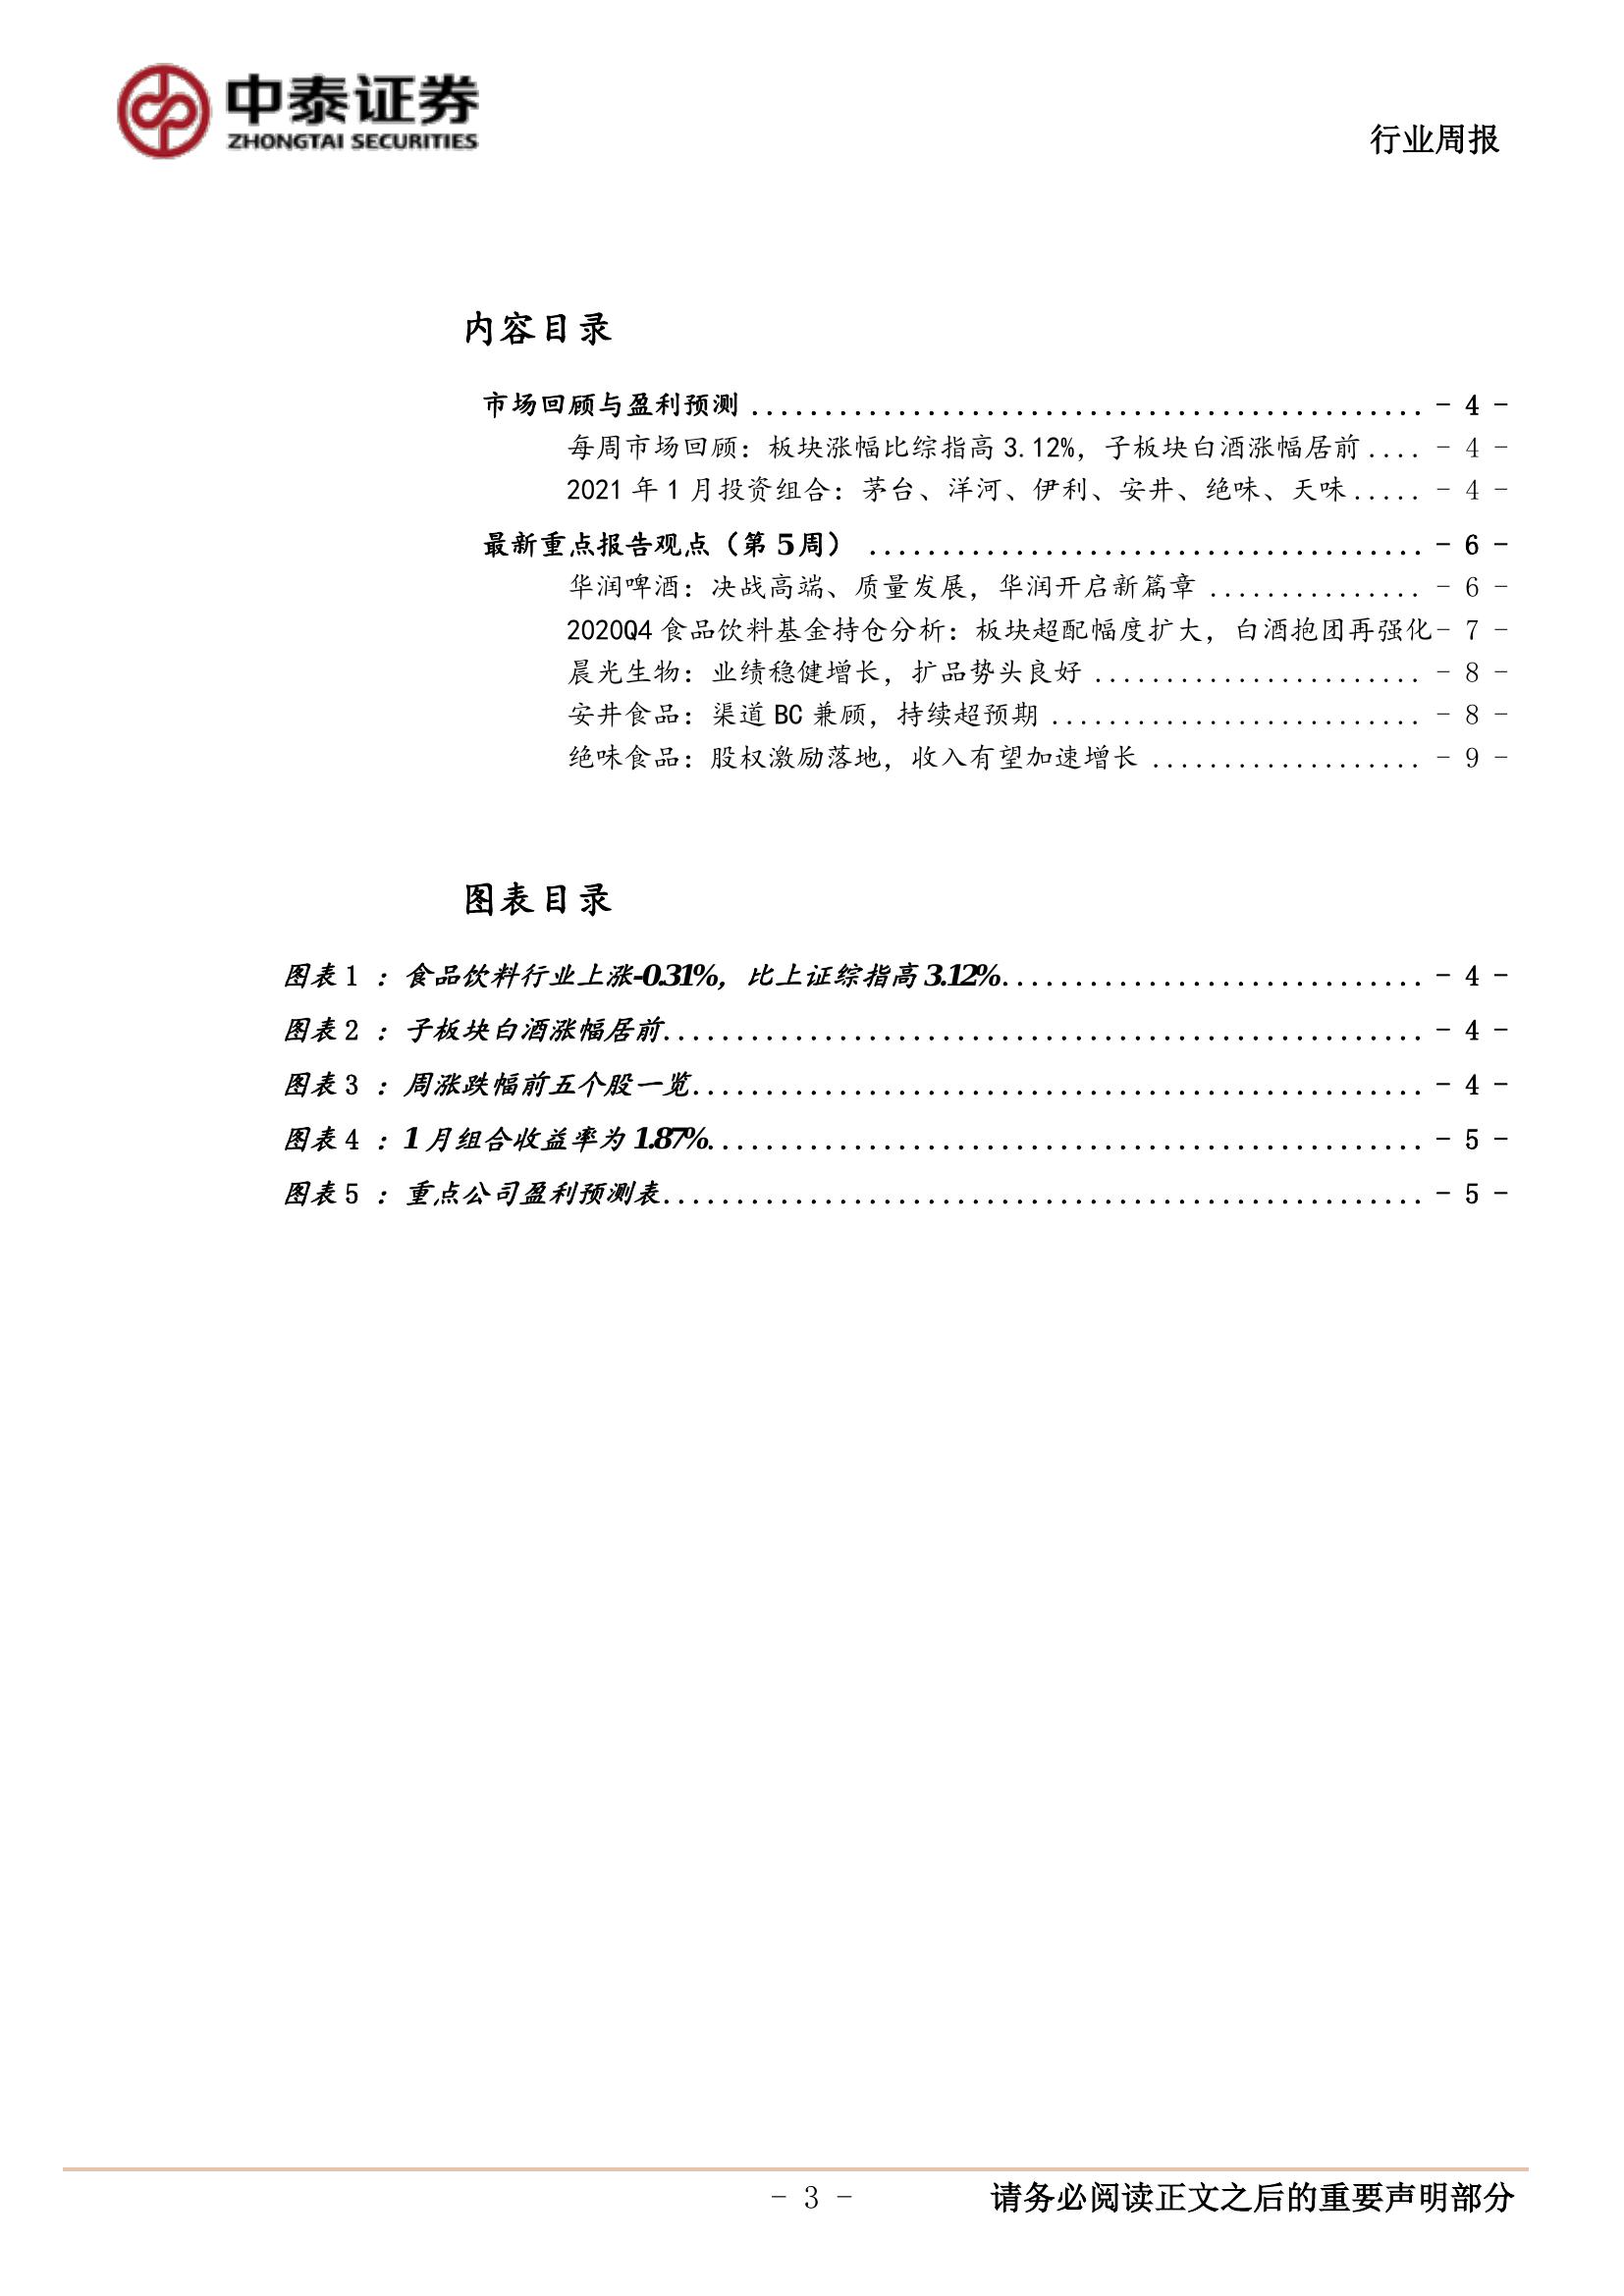 中泰证券
ZHONGTAI SECURITIES
行业周报
内容目录
市场回顾与盈利预测 .............................................. - 4 -
每周市场回顾：板块涨幅比综指高 3.12%，子板块白酒涨幅居前 .... - 4 -
2021 年 1 月投资组合：茅台、洋河、伊利、安井、绝味、天味 ..... - 4 -
最新重点报告观点（第 5周） ...................................... - 6 -
华润啤酒：决战高端、质量发展，华润开启新篇章 ............... - 6 -
2020Q4 食品饮料基金持仓分析：板块超配幅度扩大，白酒抱团再强化- 7 -
晨光生物：业绩稳健增长，扩品势头良好 ....................... - 8 -
安井食品：渠道 BC 兼顾，持续超预期 .......................... - 8 -
绝味食品：股权激励落地，收入有望加速增长 ................... - 9 -
图表目录
图表 1 ：食品饮料行业上涨-0.31%，比上证综指高 3.12%............................. - 4 -
图表 2 ：子板块白酒涨幅居前.................................................... - 4 -
图表 3 ：周涨跌幅前五个股一览.................................................. - 4 -
图表 4 ：1 月组合收益率为 1.87%................................................. - 5 -
图表 5 ：重点公司盈利预测表.................................................... - 5 -
- 3 -
请务必阅读正文之后的重要声明部分